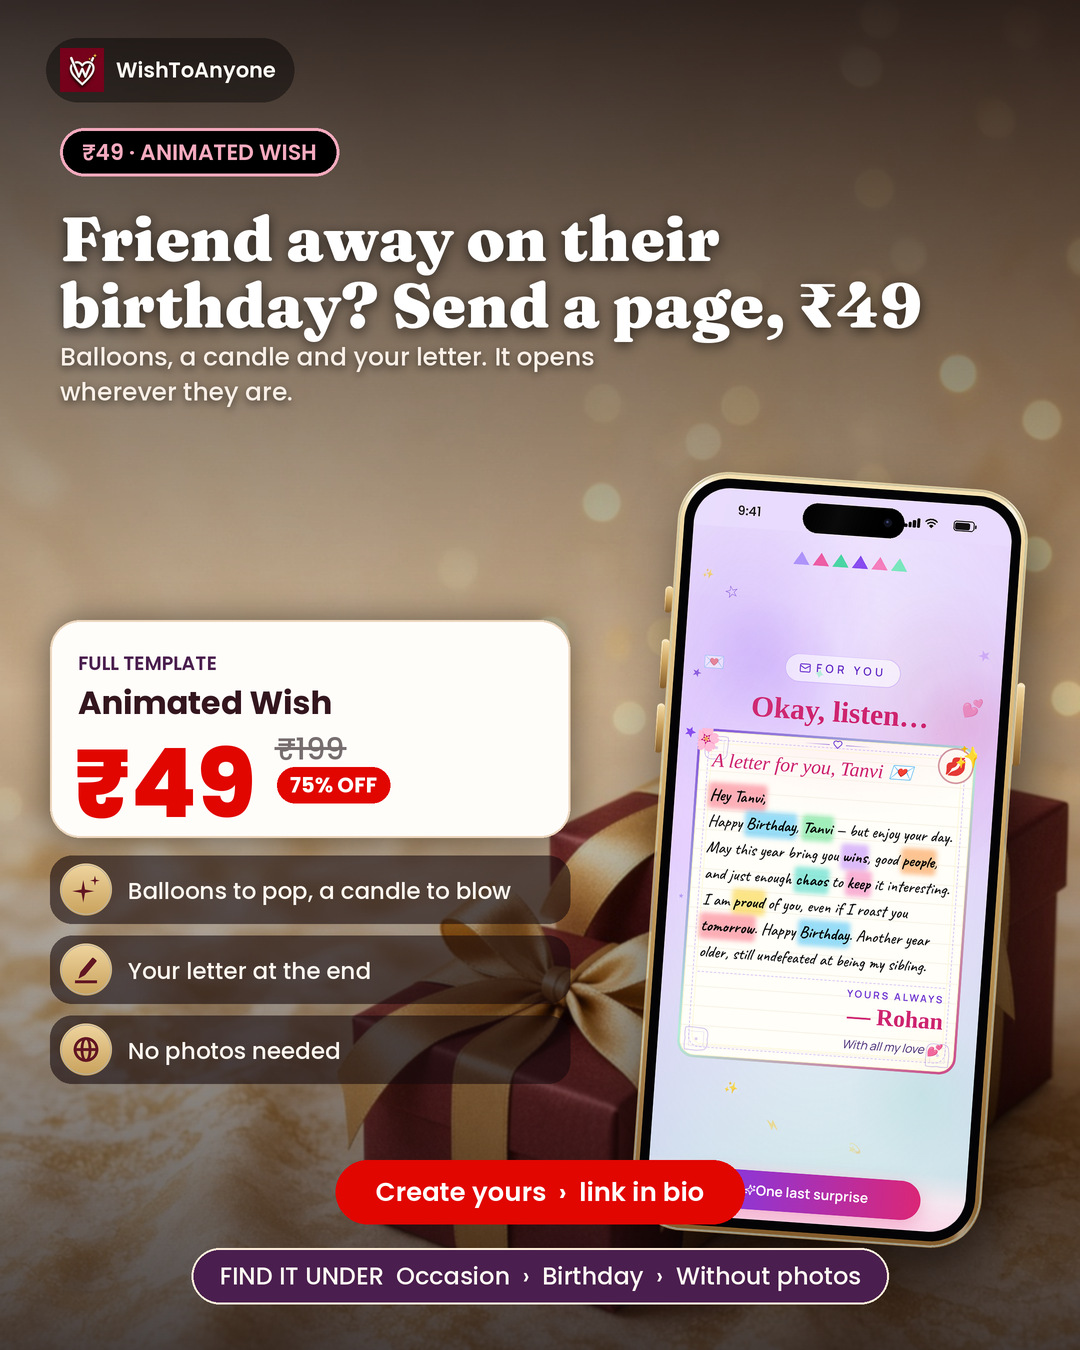 WishToAnyone
₹49 · ANIMATED WISH
Friend away on their
birthday? Send a page, ₹49
Balloons, a candle and your letter. It opens
wherever they are.
FULL TEMPLATE
Animated Wish
₹49
₹199
75% OFF
Balloons to pop, a candle to blow
Your letter at the end
No photos needed
9:41
FOR YOU
Okay, listen...
A letter for you, Tanvi
Hey Tanvi,
Happy Birthday, Tanvi – but enjoy your day.
May this year bring you wins, good people,
and just enough chaos to keep it interesting.
I am proud of you, even if I roast you
tomorrow. Happy Birthday. Another year
older, still undefeated at being my sibling.
YOURS ALWAYS
— Rohan
With all my love
One last surprise
Create yours › link in bio
FIND IT UNDER Occasion › Birthday › Without photos